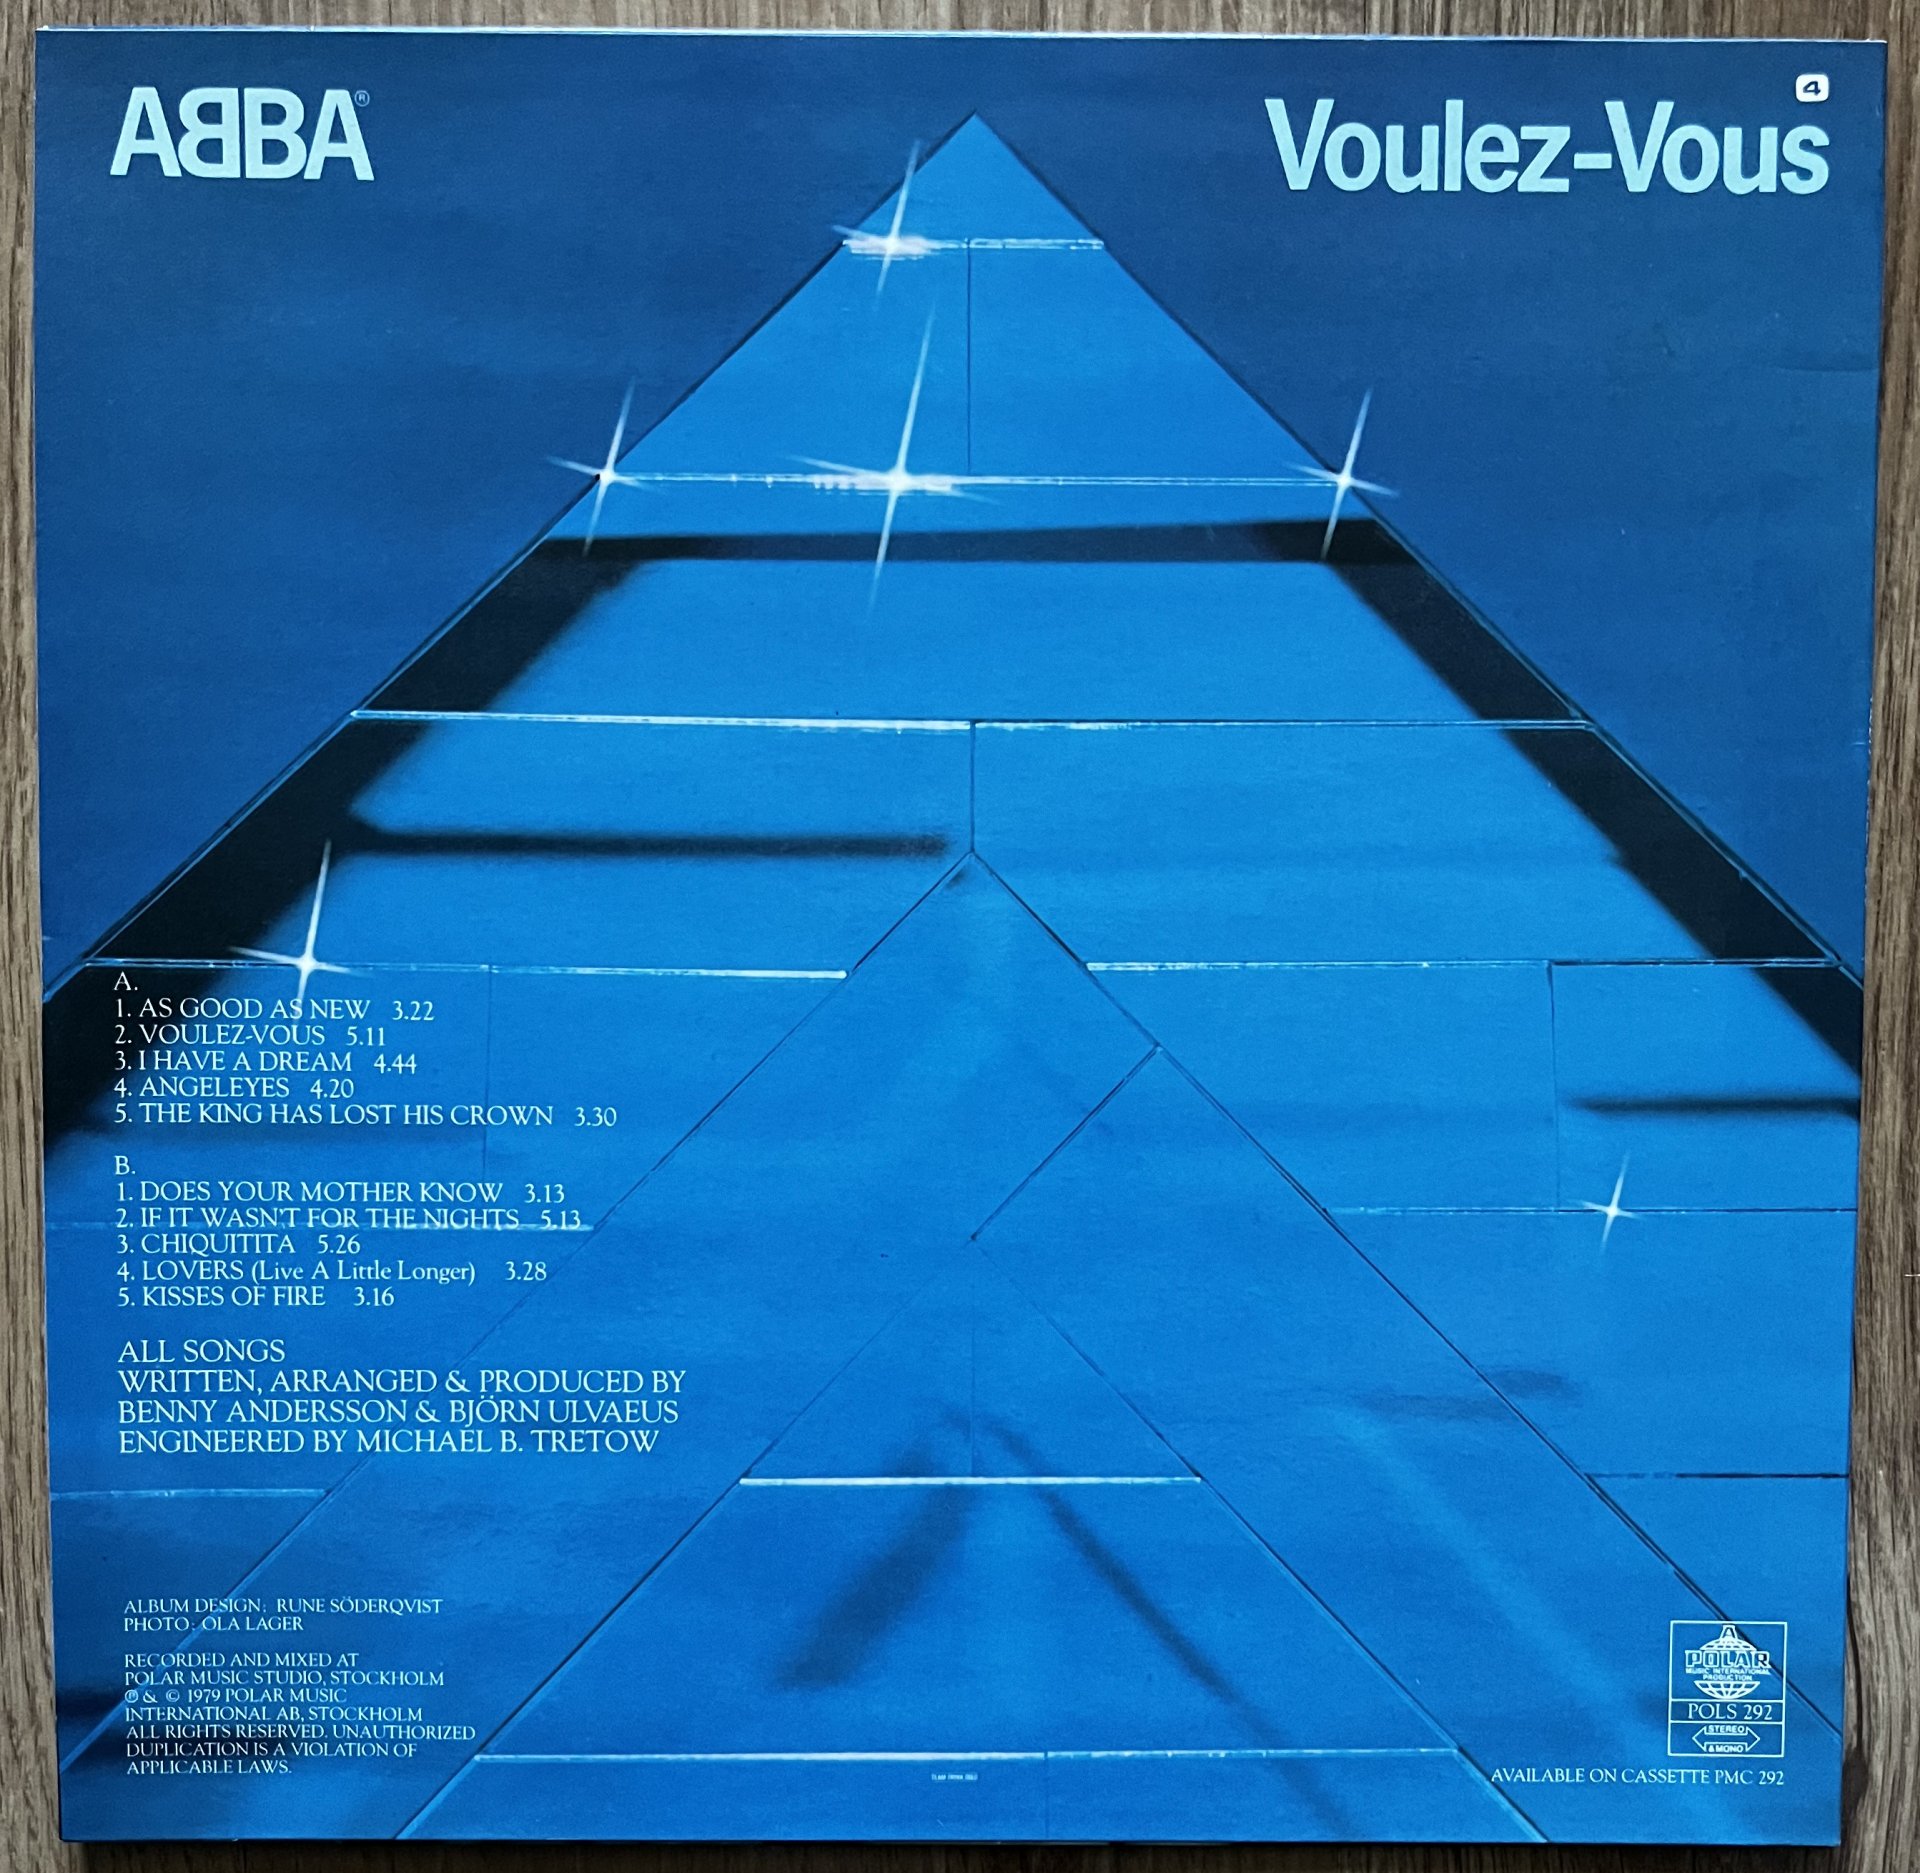 ABBA®
4
Voulez-Vous
A.
1. AS GOOD AS NEW 3.22
2. VOULEZ-VOUS 5.11
3. I HAVE A DREAM 4.44
4. ANGELEYES 4.20
5. THE KING HAS LOST HIS CROWN 3.30
B.
1. DOES YOUR MOTHER KNOW 3.13
2. IF IT WASN'T FOR THE NIGHTS 5.13
3. CHIQUITITA 5.26
4. LOVERS (Live A Little Longer) 3.28
5. KISSES OF FIRE 3.16
ALL SONGS
WRITTEN, ARRANGED & PRODUCED BY
BENNY ANDERSSON & BJÖRN ULVAEUS
ENGINEERED BY MICHAEL B. TRETOW
ALBUM DESIGN: RUNE SÖDERQVIST
PHOTO: OLA LAGER
RECORDED AND MIXED AT
POLAR MUSIC STUDIO, STOCKHOLM
℗ & © 1979 POLAR MUSIC
INTERNATIONAL AB, STOCKHOLM
ALL RIGHTS RESERVED. UNAUTHORIZED
DUPLICATION IS A VIOLATION OF
APPLICABLE LAWS.
A
POLAR
MUSIC INTERNATIONAL
PRODUCTION
POLS 292
STEREO
& MONO
AVAILABLE ON CASSETTE PMC 292